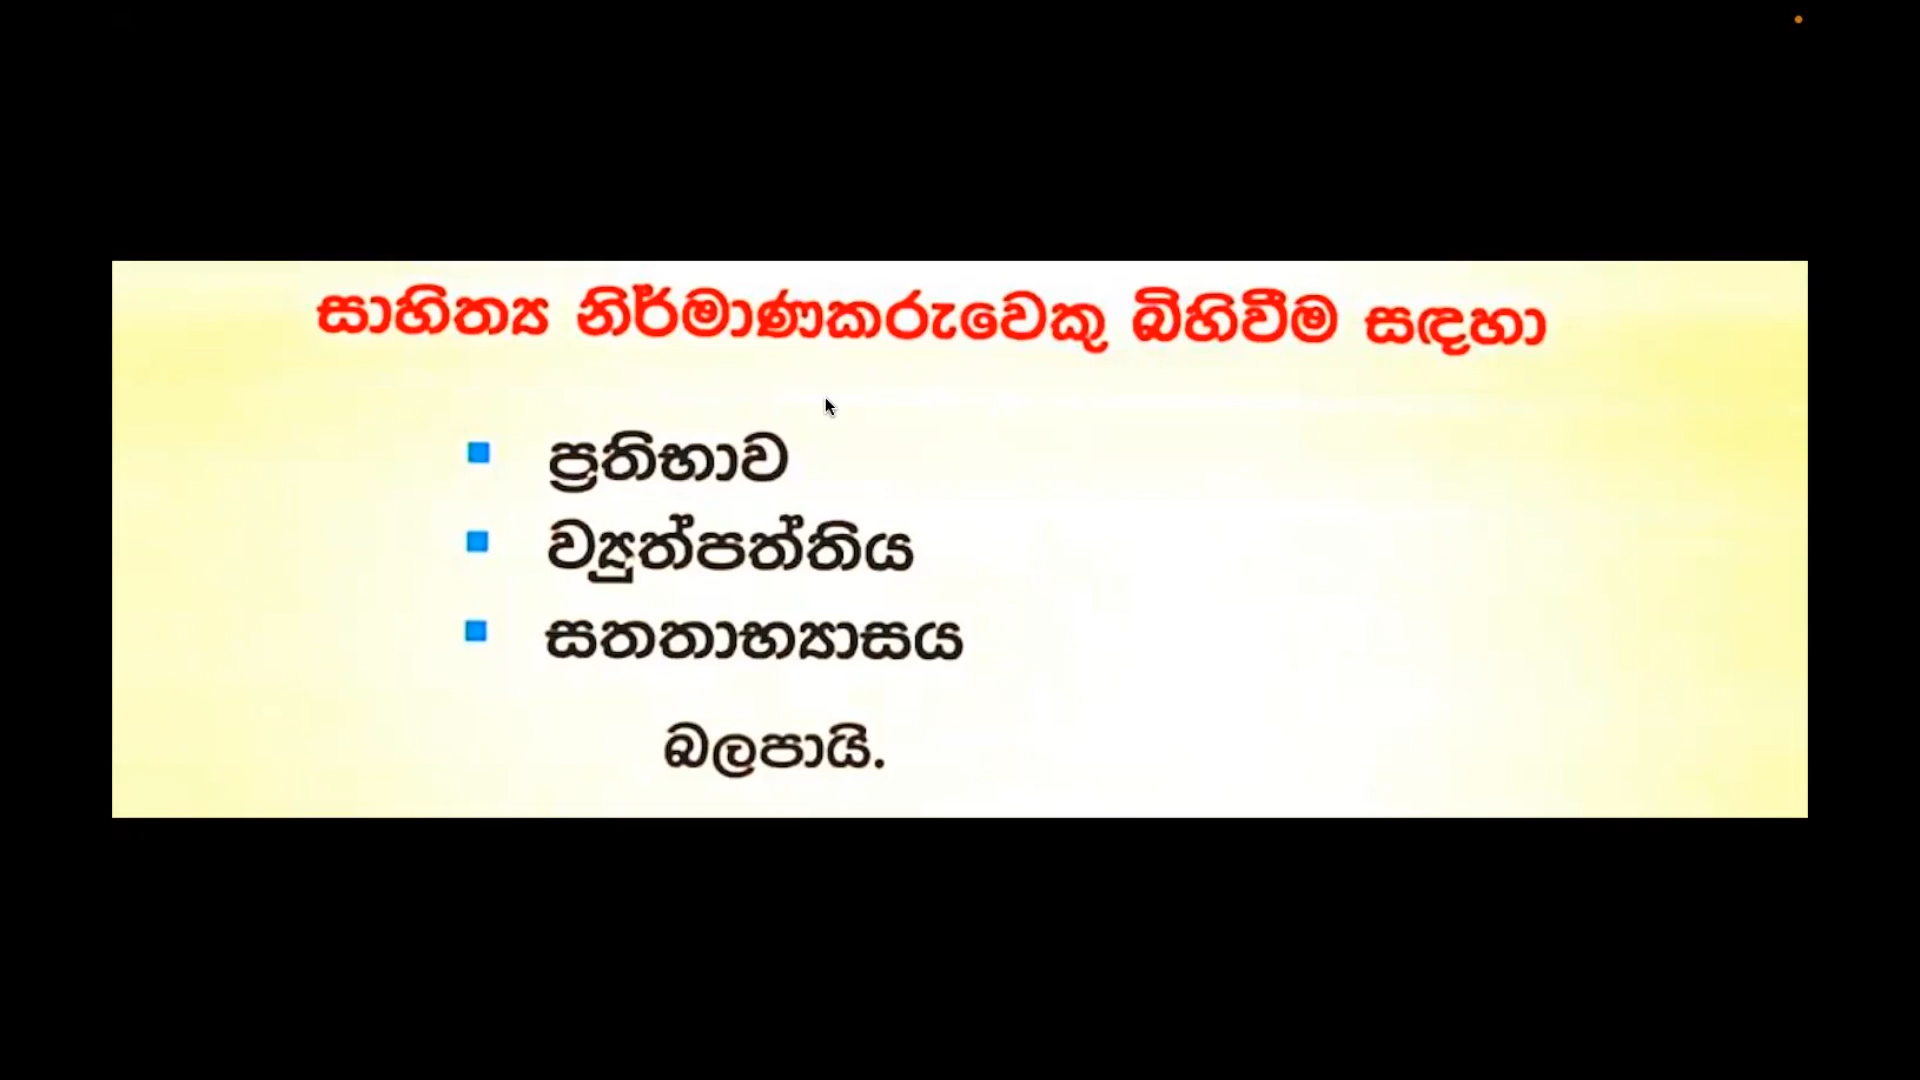 සාහිත්‍ය නිර්මාණකරුවෙකු බිහිවීම සඳහා
ප්‍රතිභාව
ව්‍යුත්පත්තිය
සතතාභ්‍යාසය
බලපායි.